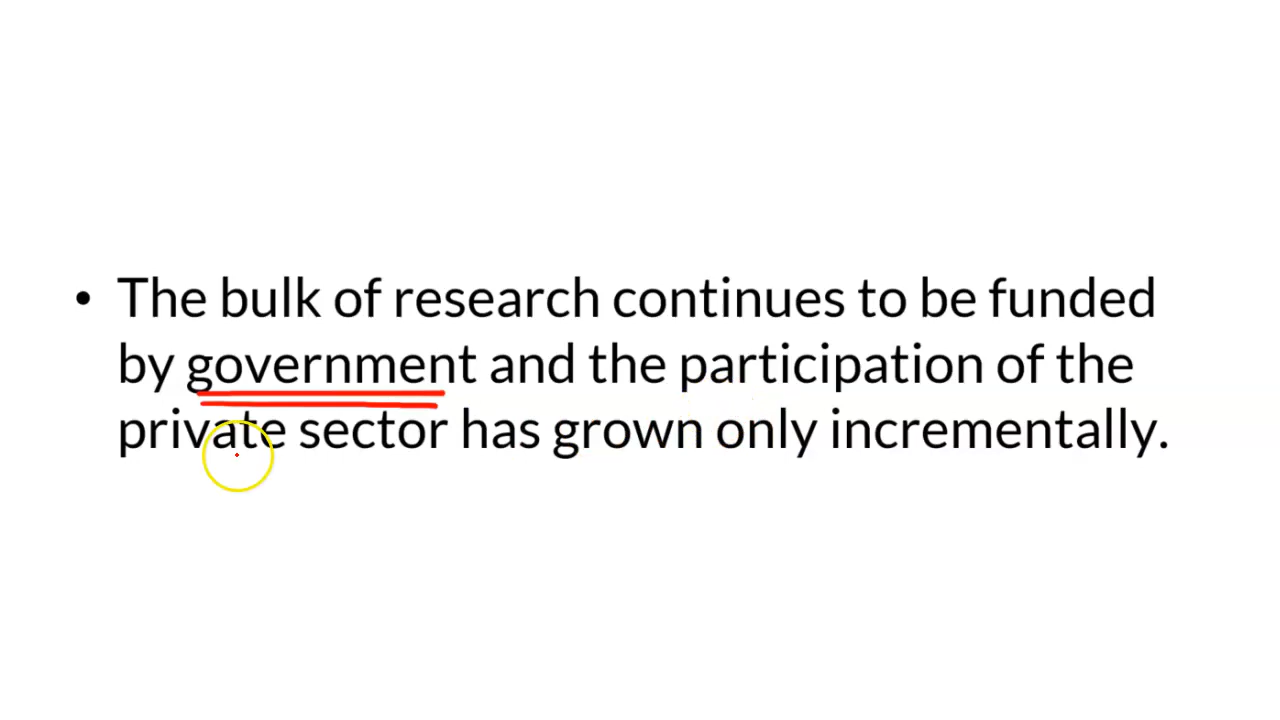 • The bulk of research continues to be funded
by government and the participation of the
private sector has grown only incrementally.